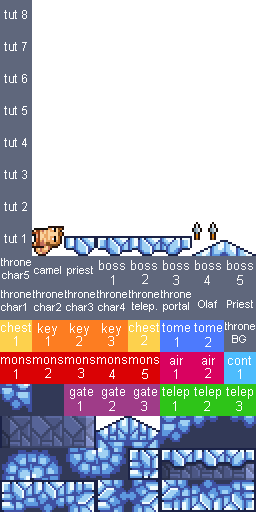 tut 8
tut 7
tut 6
tut 5
tut 4
tut 3
tut 2
tut 1
throne char5 camel priest boss 1 boss 2 boss 3 boss 4 boss 5
throne char1 throne char2 throne char3 throne char4 throne telep. throne portal Olaf Priest
chest 1 key 1 key 2 key 3 chest 2 tome 1 tome 2 throne BG
mons 1 mons 2 mons 3 mons 4 mons 5 air 1 air 2 cont 1
gate 1 gate 2 gate 3 telep 1 telep 2 telep 3